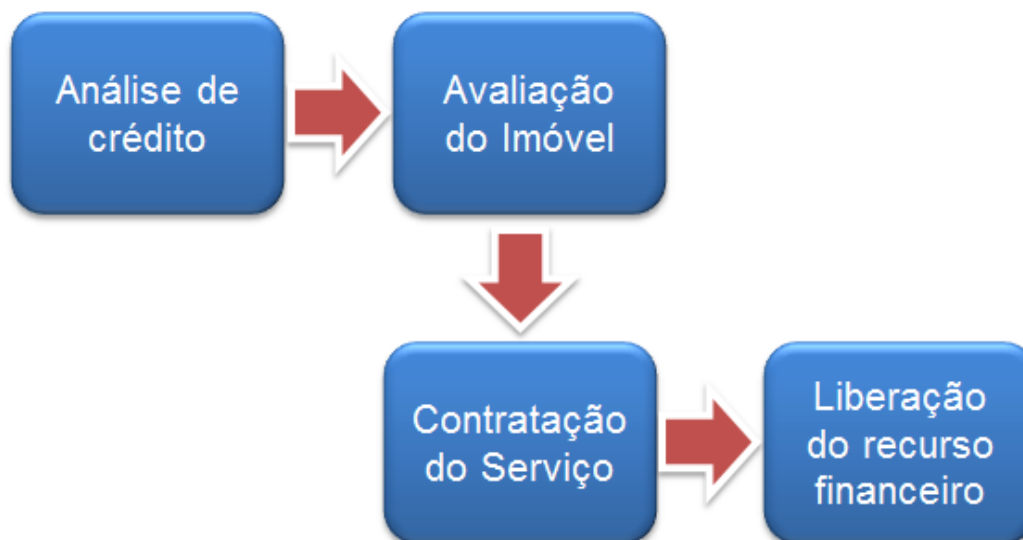 Análise de
crédito
Avaliação
do Imóvel
Contratação
do Serviço
Liberação
do recurso
financeiro